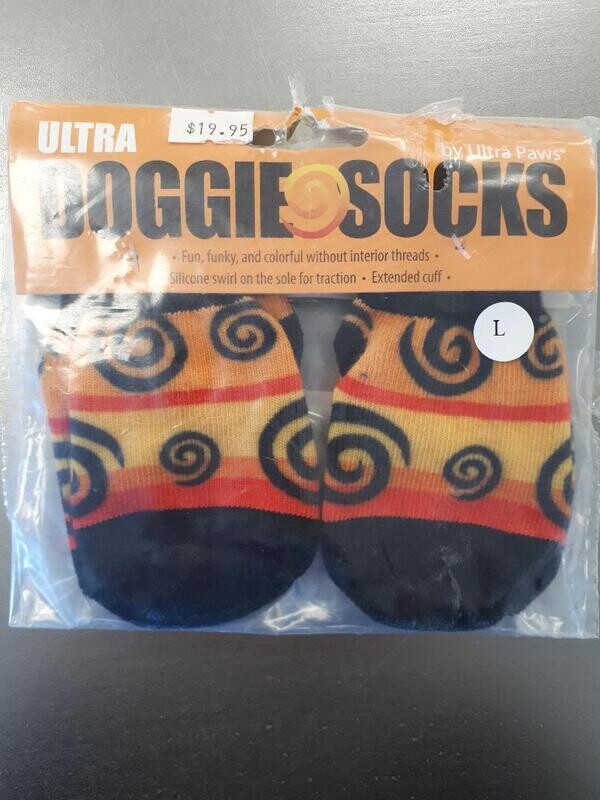 $19.95
ULTRA
by Ultra Paws®
DOGGIE SOCKS
• Fun, funky, and colorful without interior threads •
Silicone swirl on the sole for traction • Extended cuff •
L